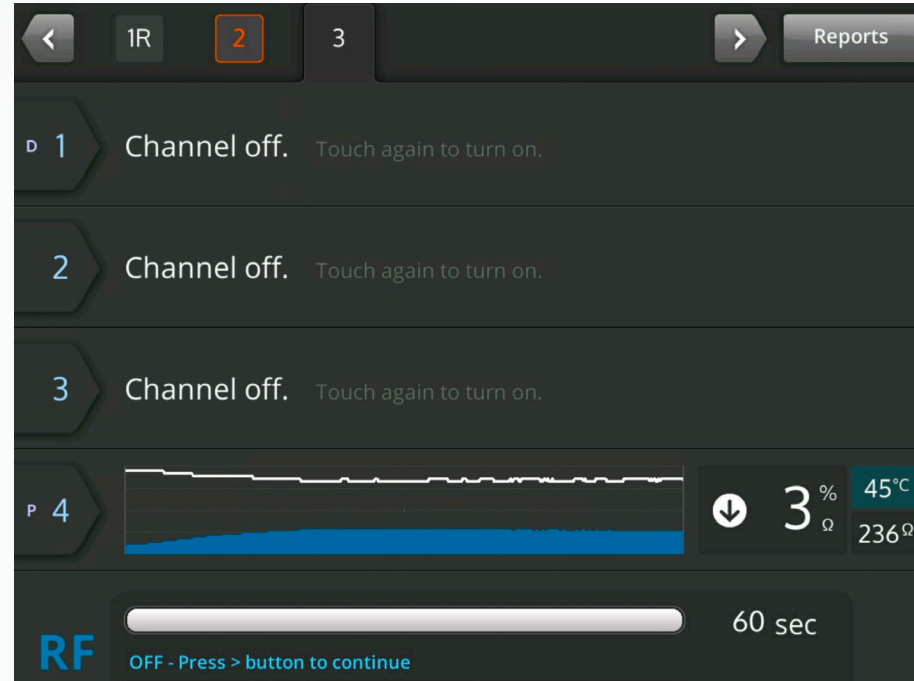 1R 2 3 Reports
D 1 Channel off. Touch again to turn on.
2 Channel off. Touch again to turn on.
3 Channel off. Touch again to turn on.
P 4 3 % Ω 45°C
236Ω
RF 60 sec
OFF - Press > button to continue